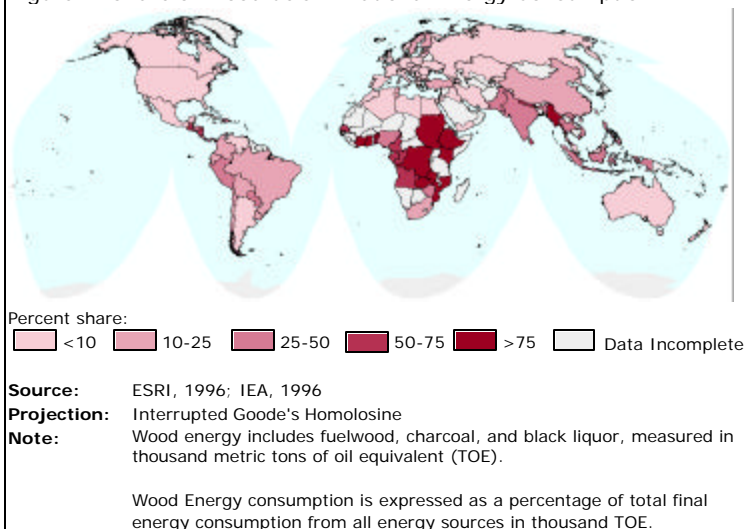 Percent share:
<10 10-25 25-50 50-75 >75 Data Incomplete
Source: ESRI, 1996; IEA, 1996
Projection: Interrupted Goode's Homolosine
Note: Wood energy includes fuelwood, charcoal, and black liquor, measured in
thousand metric tons of oil equivalent (TOE).
Wood Energy consumption is expressed as a percentage of total final
energy consumption from all energy sources in thousand TOE.